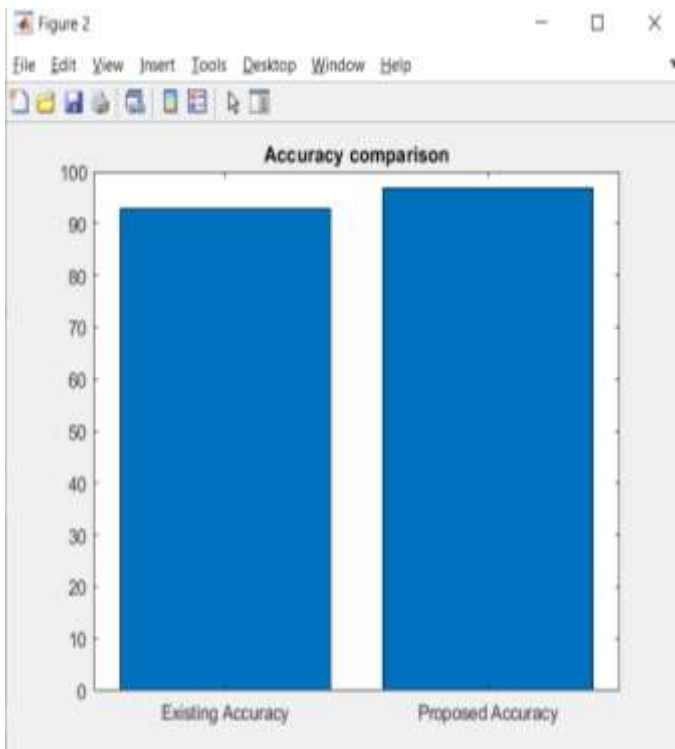 Figure 2
File Edit View Insert Tools Desktop Window Help
Accuracy comparison
100
90
80
70
60
50
40
30
20
10
0
Existing Accuracy Proposed Accuracy